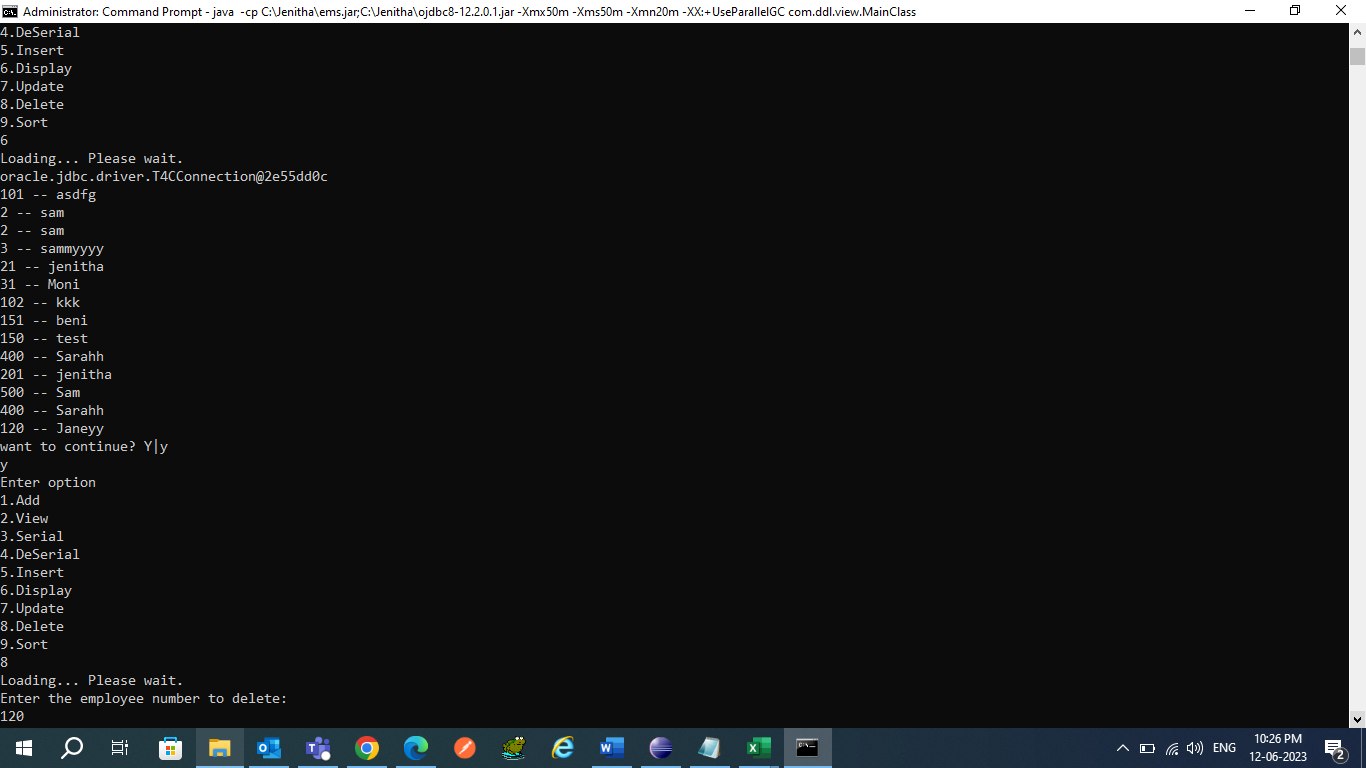 Administrator: Command Prompt - java  -cp C:\Jenitha\ems.jar;C:\Jenitha\ojdbc8-12.2.0.1.jar -Xmx50m -Xms50m -Xmn20m -XX:+UseParallelGC com.ddl.view.MainClass
4.DeSerial
5.Insert
6.Display
7.Update
8.Delete
9.Sort
6
Loading... Please wait.
oracle.jdbc.driver.T4CConnection@2e55dd0c
101 -- asdfg
2 -- sam
2 -- sam
3 -- sammyyyy
21 -- jenitha
31 -- Moni
102 -- kkk
151 -- beni
150 -- test
400 -- Sarahh
201 -- jenitha
500 -- Sam
400 -- Sarahh
120 -- Janeyy
want to continue? Y|y
y
Enter option
1.Add
2.View
3.Serial
4.DeSerial
5.Insert
6.Display
7.Update
8.Delete
9.Sort
8
Loading... Please wait.
Enter the employee number to delete:
120
ENG
10:26 PM
12-06-2023
2